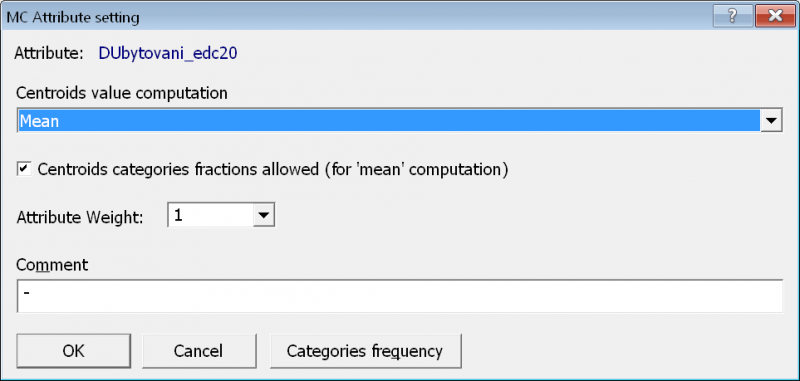 MC Attribute setting
?
Attribute: DUbytovani_edc20
Centroids value computation
Mean
Centroids categories fractions allowed (for 'mean' computation)
Attribute Weight: 1
Comment
-
OK Cancel Categories frequency